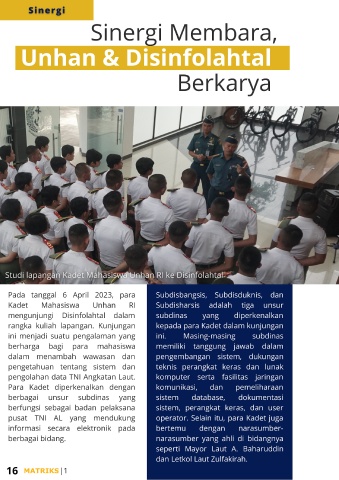 Sinergi
Sinergi Membara,
Unhan & Disinfolahtal
Berkarya
Studi lapangan Kadet Mahasiswa Unhan RI ke Disinfolahtal
Pada tanggal 6 April 2023, para
Kadet Mahasiswa Unhan RI
mengunjungi Disinfolahtal dalam
rangka kuliah lapangan. Kunjungan
ini menjadi suatu pengalaman yang
berharga bagi para mahasiswa
dalam menambah wawasan dan
pengetahuan tentang sistem dan
pengolahan data TNI Angkatan Laut.
Para Kadet diperkenalkan dengan
berbagai unsur subdinas yang
berfungsi sebagai badan pelaksana
pusat TNI AL yang mendukung
informasi secara elektronik pada
berbagai bidang.
Subdisbangsis, Subdisduknis, dan
Subdisharsis adalah tiga unsur
subdinas yang diperkenalkan
kepada para Kadet dalam kunjungan
ini. Masing-masing subdinas
memiliki tanggung jawab dalam
pengembangan sistem, dukungan
teknis perangkat keras dan lunak
komputer serta fasilitas jaringan
komunikasi, dan pemeliharaan
sistem database, dokumentasi
sistem, perangkat keras, dan user
operator. Selain itu, para Kadet juga
bertemu dengan narasumber-
narasumber yang ahli di bidangnya
seperti Mayor Laut A. Baharuddin
dan Letkol Laut Zulfakirah.
16 MATRIKS | 1